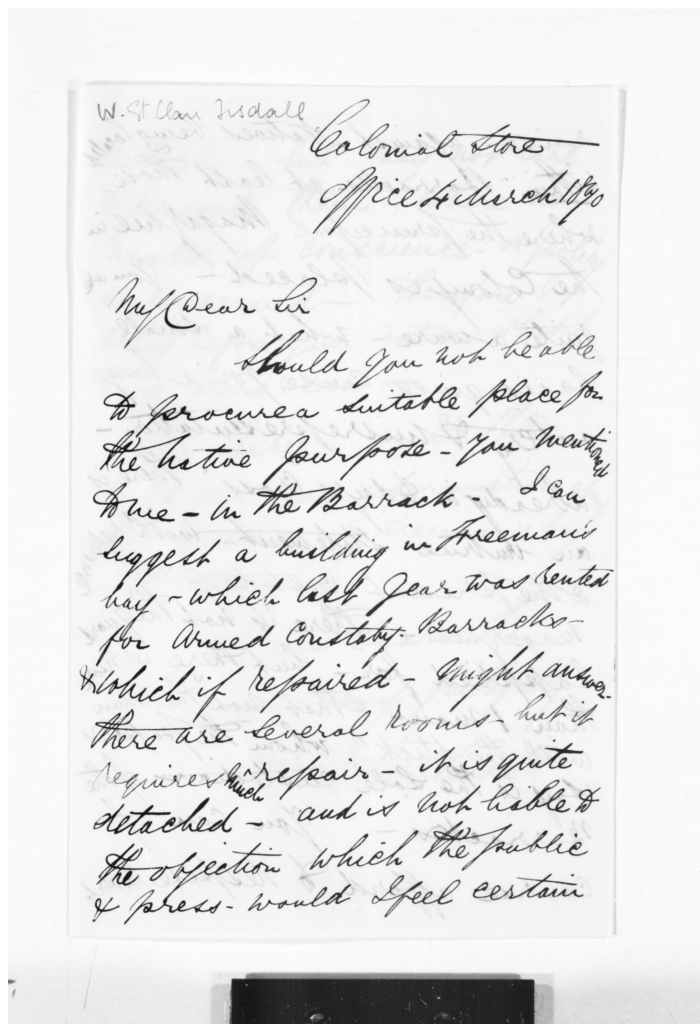 W. St Clair Tisdall
Colonial Store
Office 4 March 1870
My Dear Sir
Should you not be able
to procure a suitable place for
the Native purpose - you mentioned
to me - in the Barrack - I can
suggest a building in Freeman's
bay - which last year was rented
for Armed Constaby. Barracks -
& which if repaired - might answer -
there are several rooms - but it
requires much repair - it is quite
detached - and is not liable to
the objection which the public
& press - would I feel certain